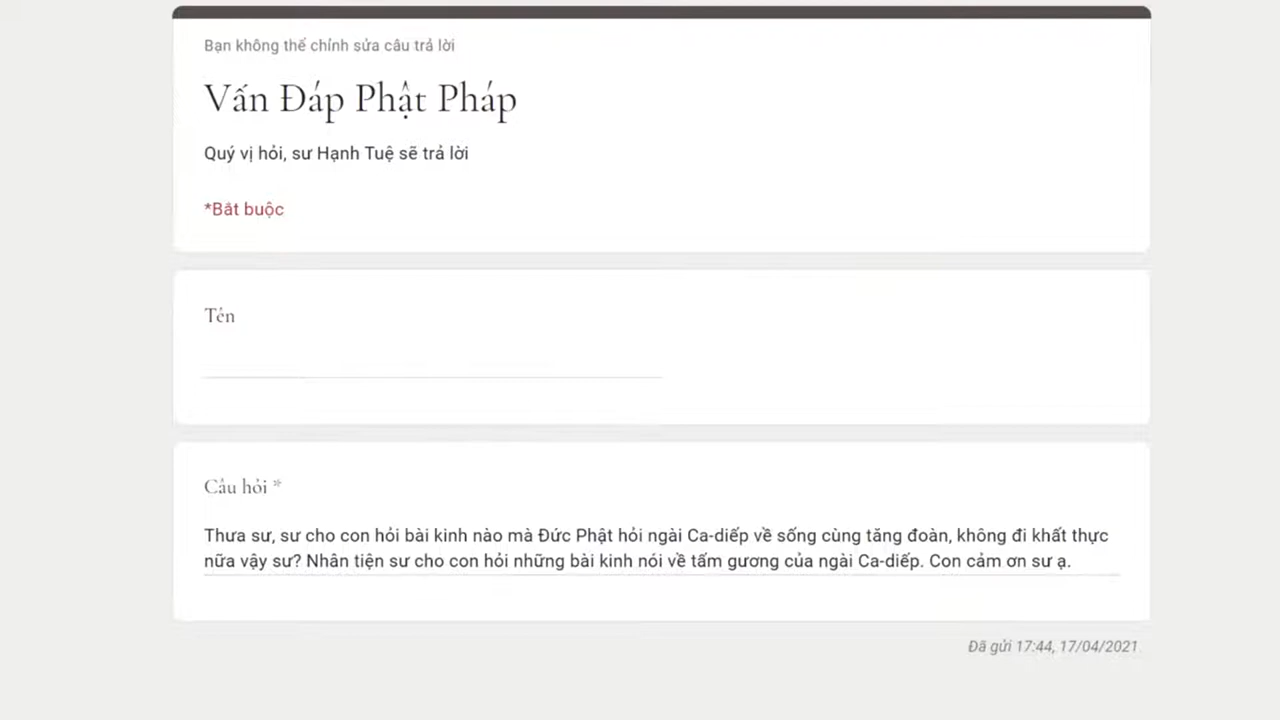 Bạn không thể chỉnh sửa câu trả lời
Vấn Đáp Phật Pháp
Quý vị hỏi, sư Hạnh Tuệ sẽ trả lời
*Bắt buộc
Tên
Câu hỏi *
Thưa sư, sư cho con hỏi bài kinh nào mà Đức Phật hỏi ngài Ca-diếp về sống cùng tăng đoàn, không đi khất thực
nữa vậy sư? Nhân tiện sư cho con hỏi những bài kinh nói về tấm gương của ngài Ca-diếp. Con cảm ơn sư ạ.
Đã gửi 17:44, 17/04/2021